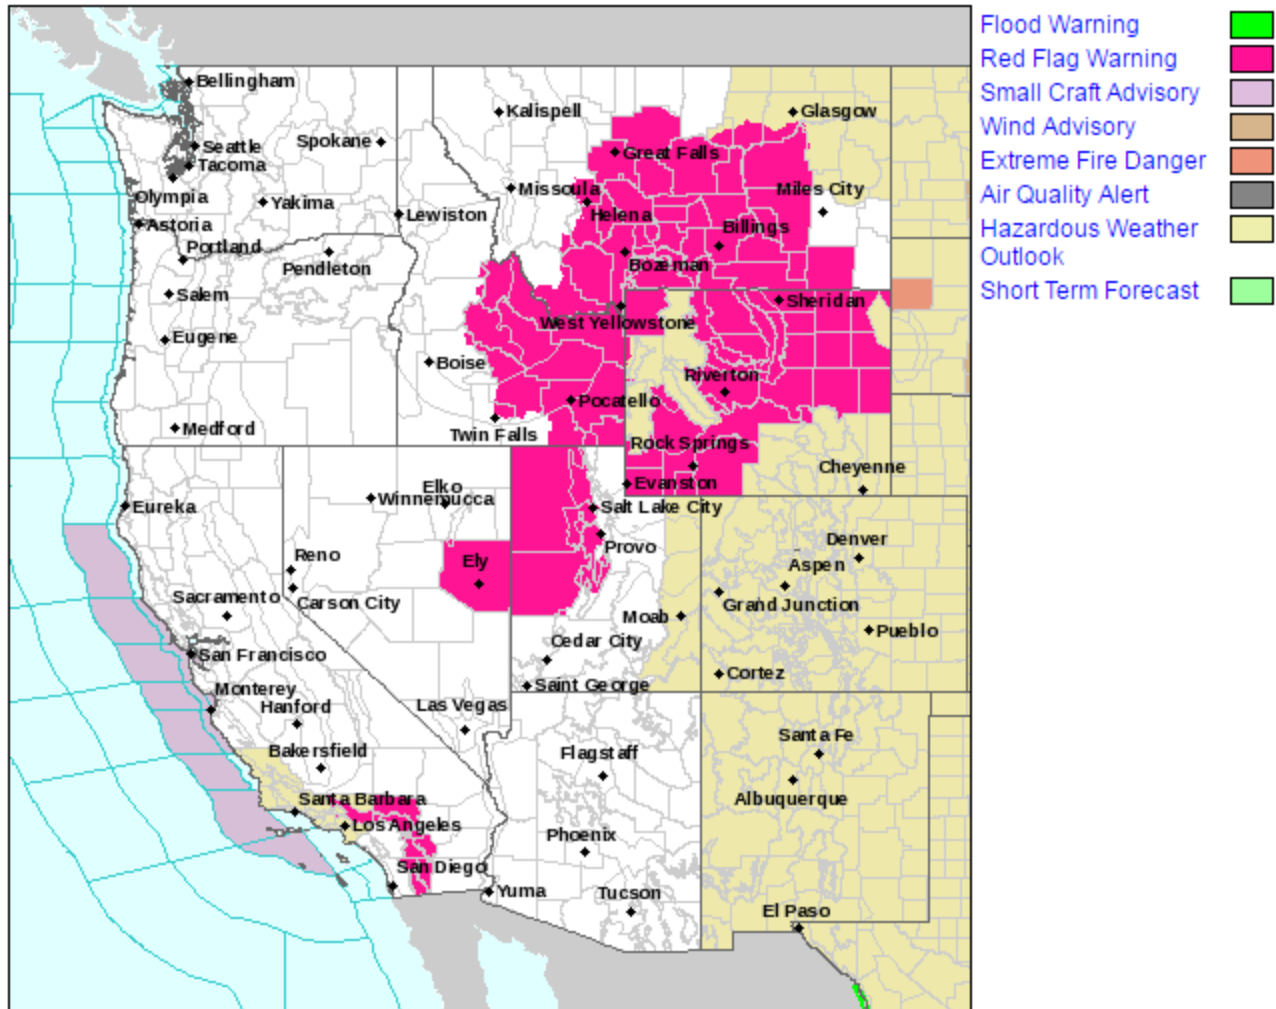 Bellingham
Kalispell
Glasgow
Spokane
Seattle
Great Falls
Tacoma
Missoula
Miles City
Olympia
Yakima
Lewiston
Helena
Astoria
Billings
Portland
Pendleton
Bozeman
Salem
Sheridan
West Yellowstone
Eugene
Boise
Riverton
Pocatello
Medford
Twin Falls
Rock Springs
Cheyenne
Elko
Evanston
Winnemucca
Eureka
Salt Lake City
Denver
Provo
Reno
Ely
Aspen
Sacramento
Carson City
Grand Junction
Moab
Pueblo
Cedar City
San Francisco
Cortez
Saint George
Monterey
Hanford
Las Vegas
Santa Fe
Bakersfield
Flagstaff
Santa Barbara
Albuquerque
Los Angeles
Phoenix
San Diego
Yuma
Tucson
El Paso
Flood Warning
Red Flag Warning
Small Craft Advisory
Wind Advisory
Extreme Fire Danger
Air Quality Alert
Hazardous Weather
Outlook
Short Term Forecast